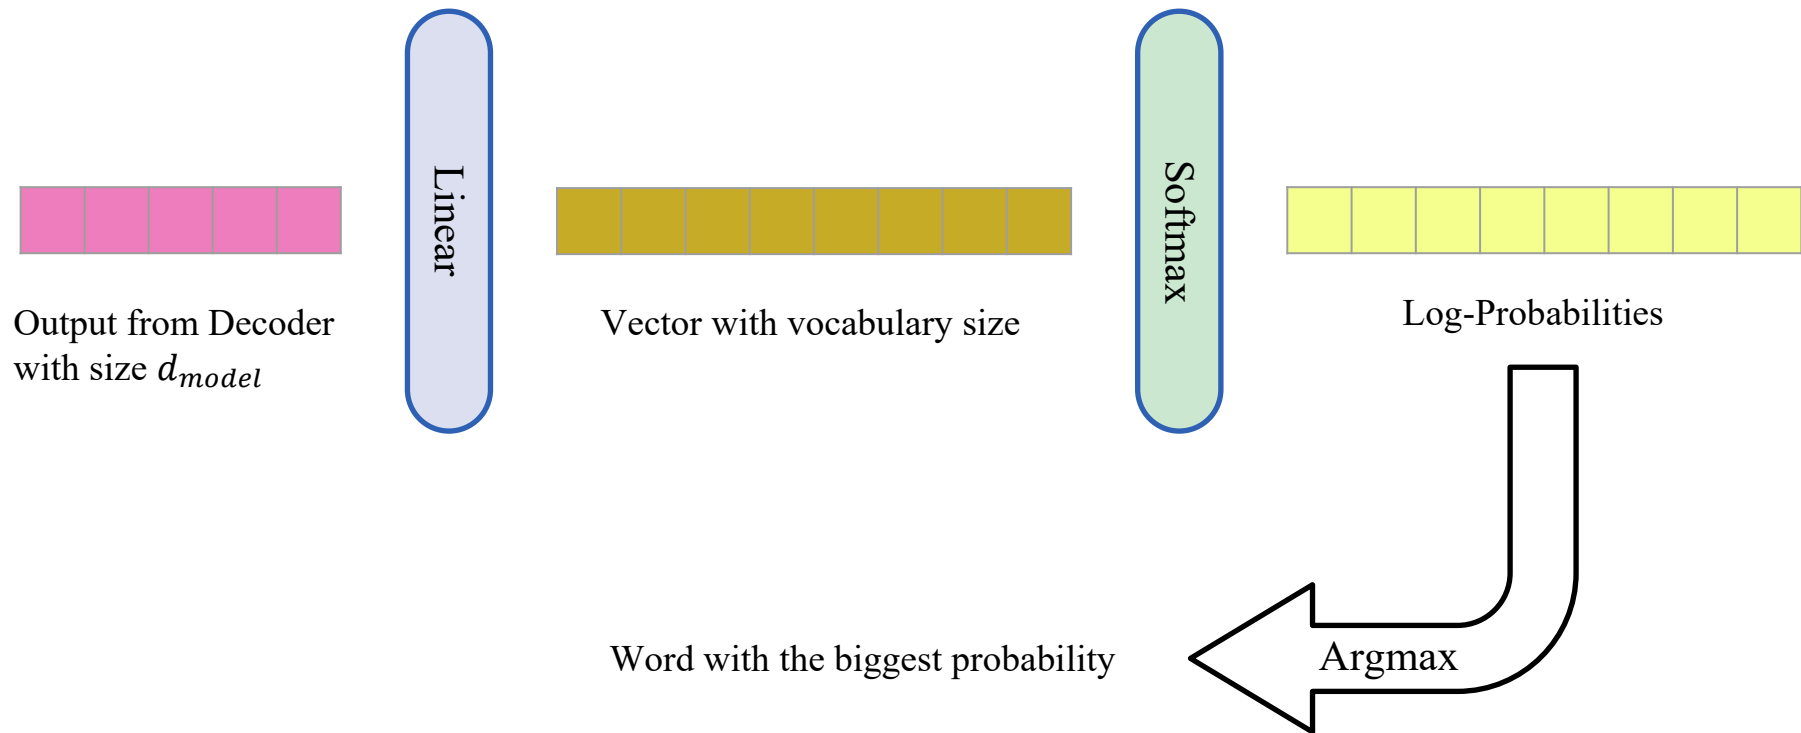 Linear
Softmax
Output from Decoder
with size d_model
Vector with vocabulary size
Log-Probabilities
Word with the biggest probability
Argmax